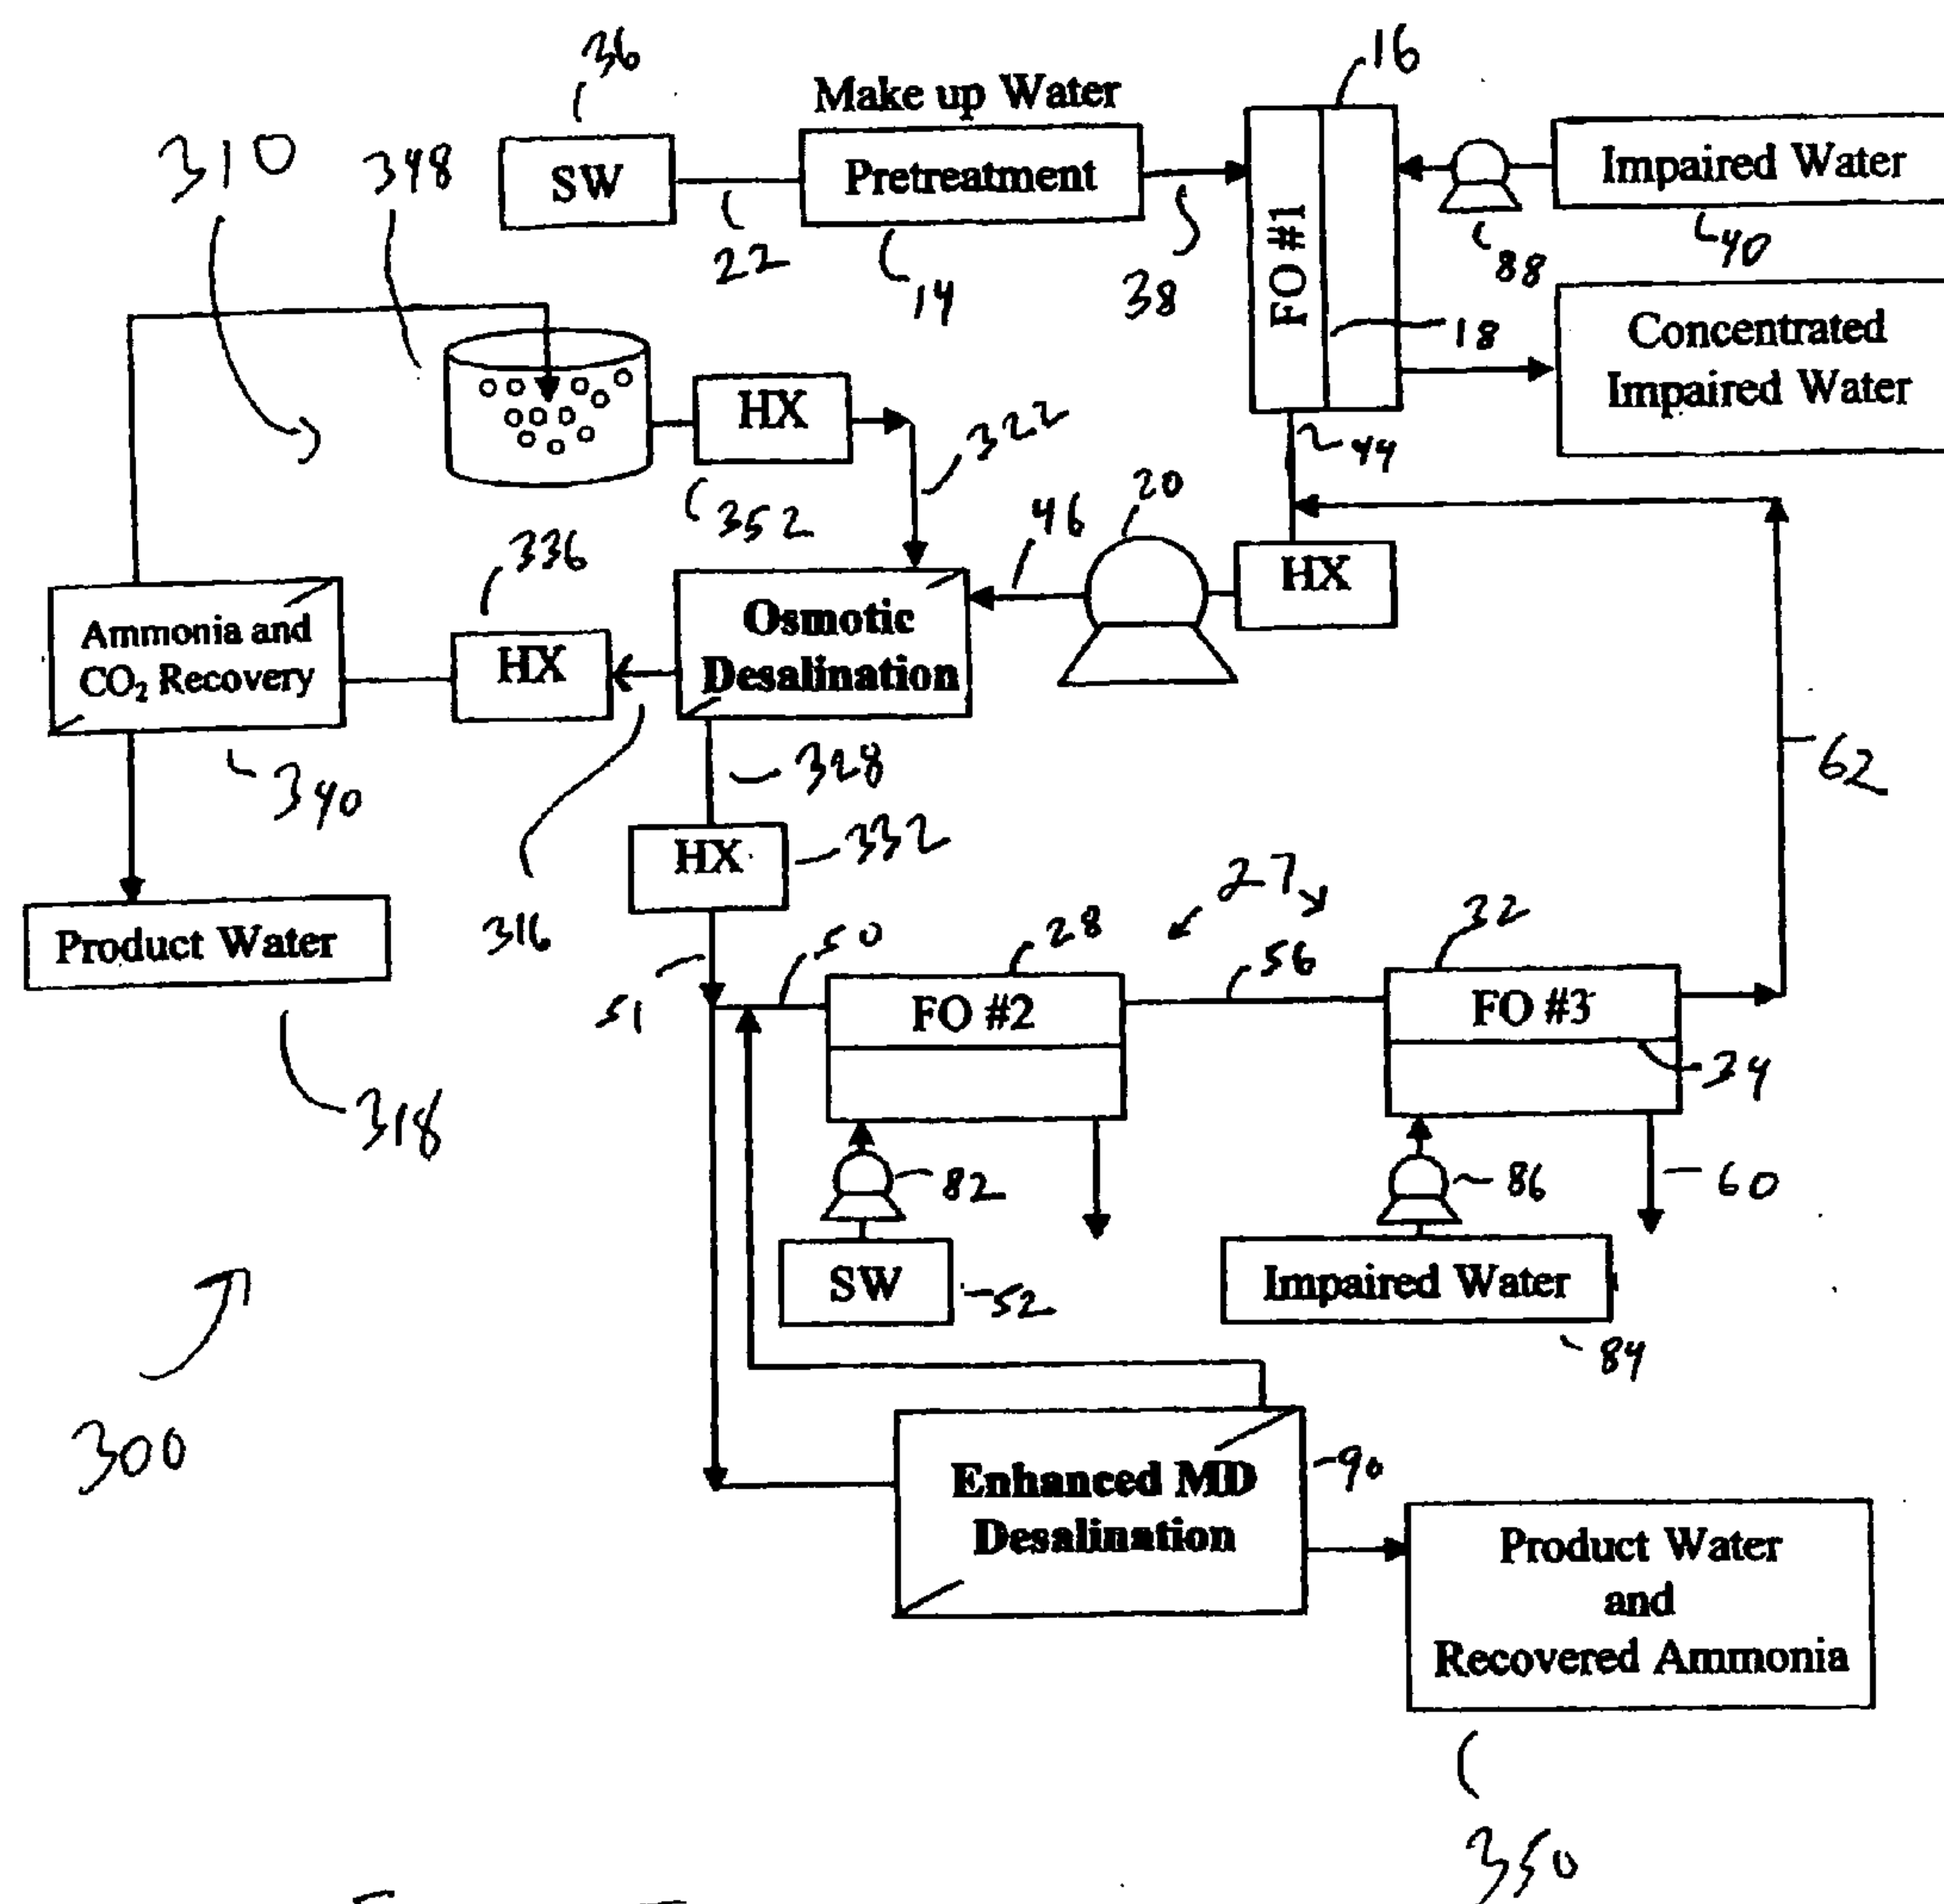 36
Make up Water
16
310
348
SW
Pretreatment
Impaired Water
22
14
38
FO #1
88
40
18
Concentrated
Impaired Water
HX
322
44
352
336
46
20
HX
Ammonia and
CO2 Recovery
HX
Osmotic
Desalination
62
340
328
HX
332
316
Product Water
318
51
50
28
27
56
32
FO #2
FO #3
34
82
86
60
SW
52
Impaired Water
84
300
Enhanced MD
Desalination
90
Product Water
and
Recovered Ammonia
350